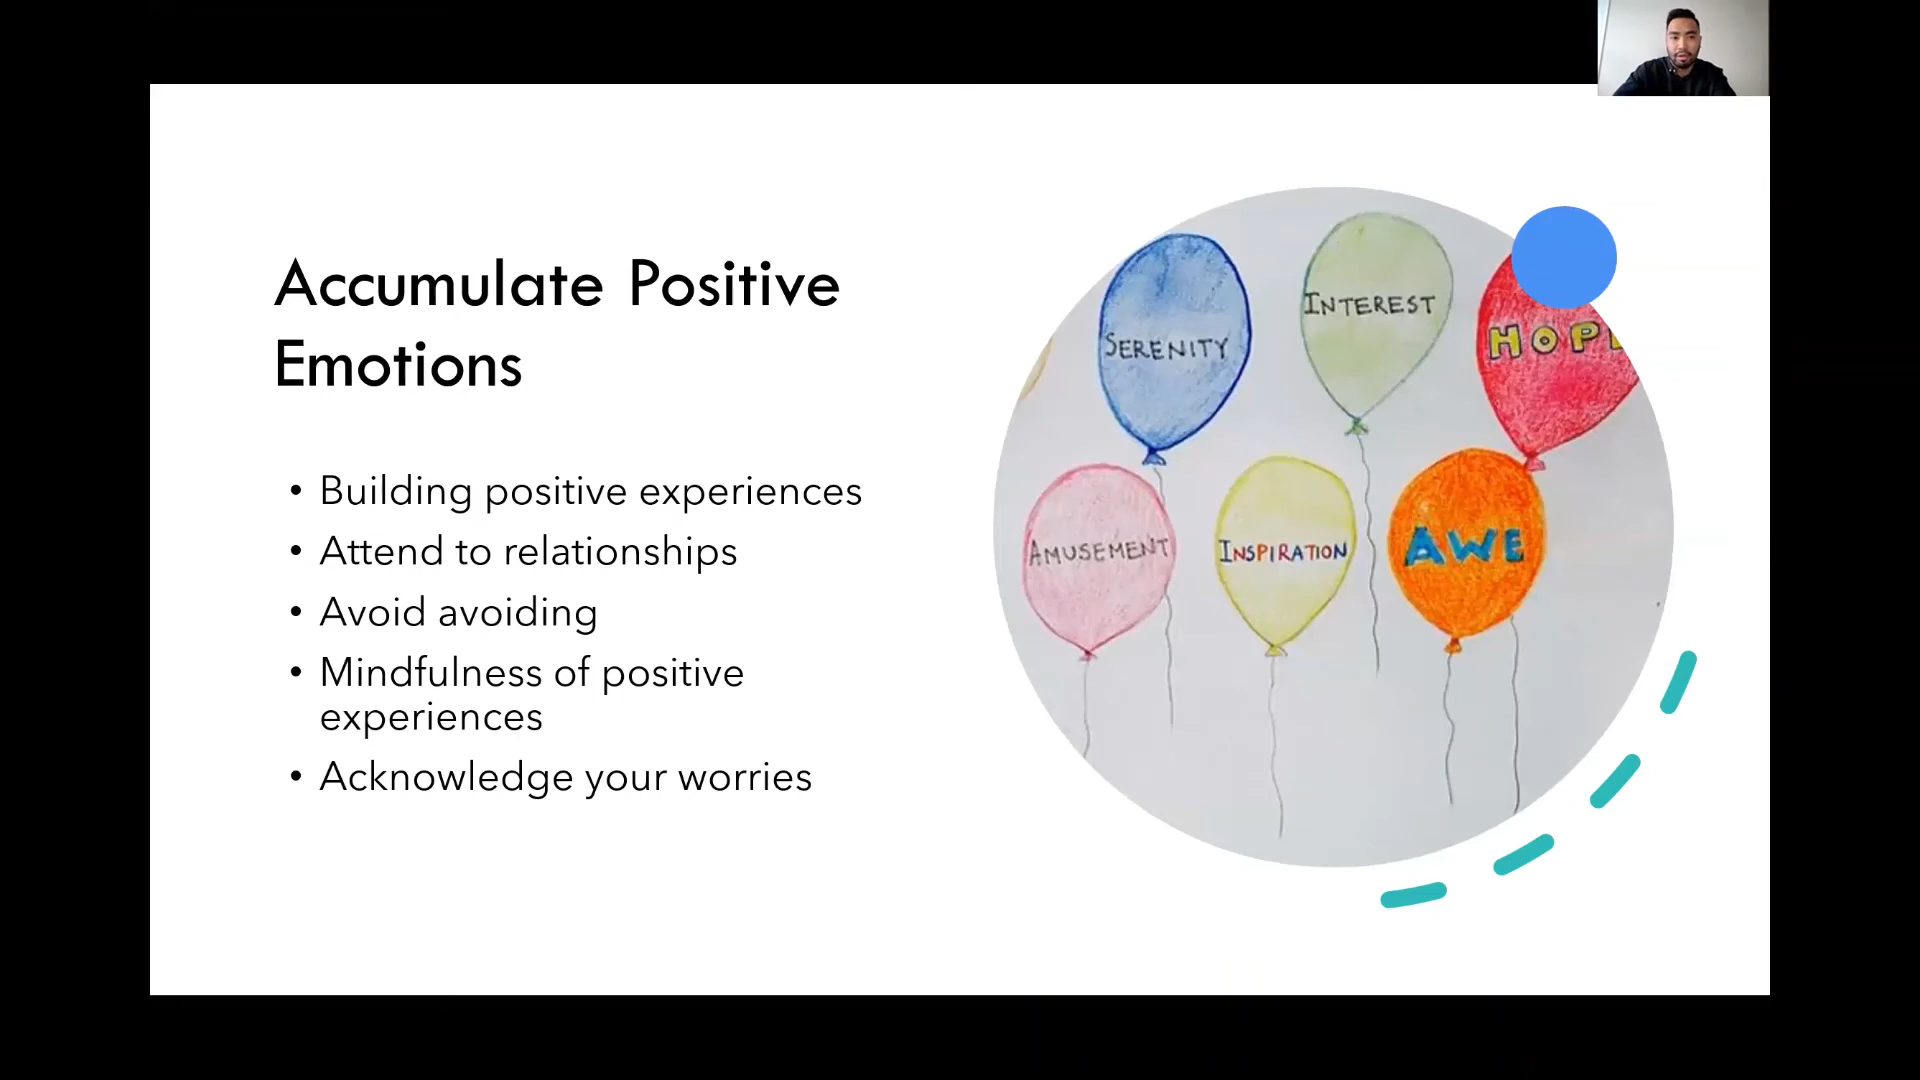 Accumulate Positive
Emotions
• Building positive experiences
• Attend to relationships
• Avoid avoiding
• Mindfulness of positive
experiences
• Acknowledge your worries
SERENITY
INTEREST
HOPE
AMUSEMENT
INSPIRATION
AWE